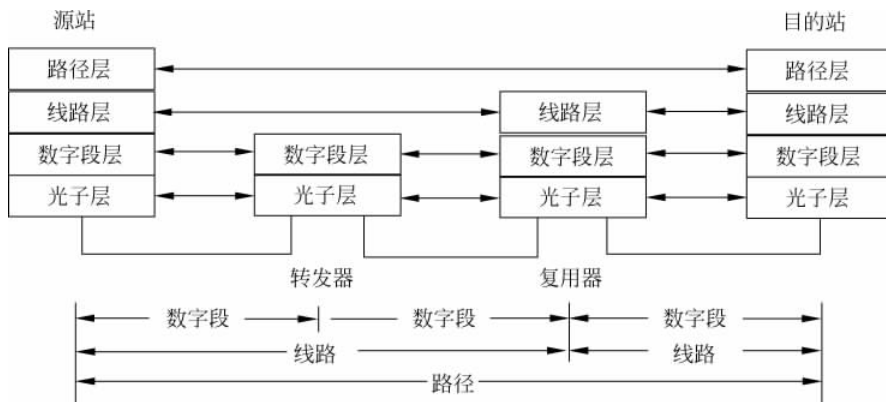 源站 目的站
路径层 路径层
线路层 线路层 线路层
数字段层 数字段层 数字段层 数字段层
光子层 光子层 光子层 光子层
转发器 复用器
数字段 数字段 数字段
线路 线路
路径